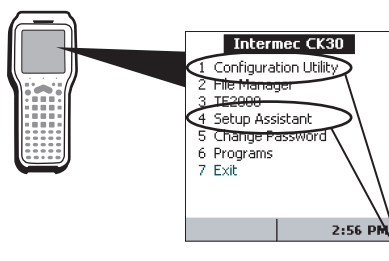 Intermec CK30
1 Configuration Utility
2 File Manager
3 TE2000
4 Setup Assistant
5 Change Password
6 Programs
7 Exit
2:56 PM